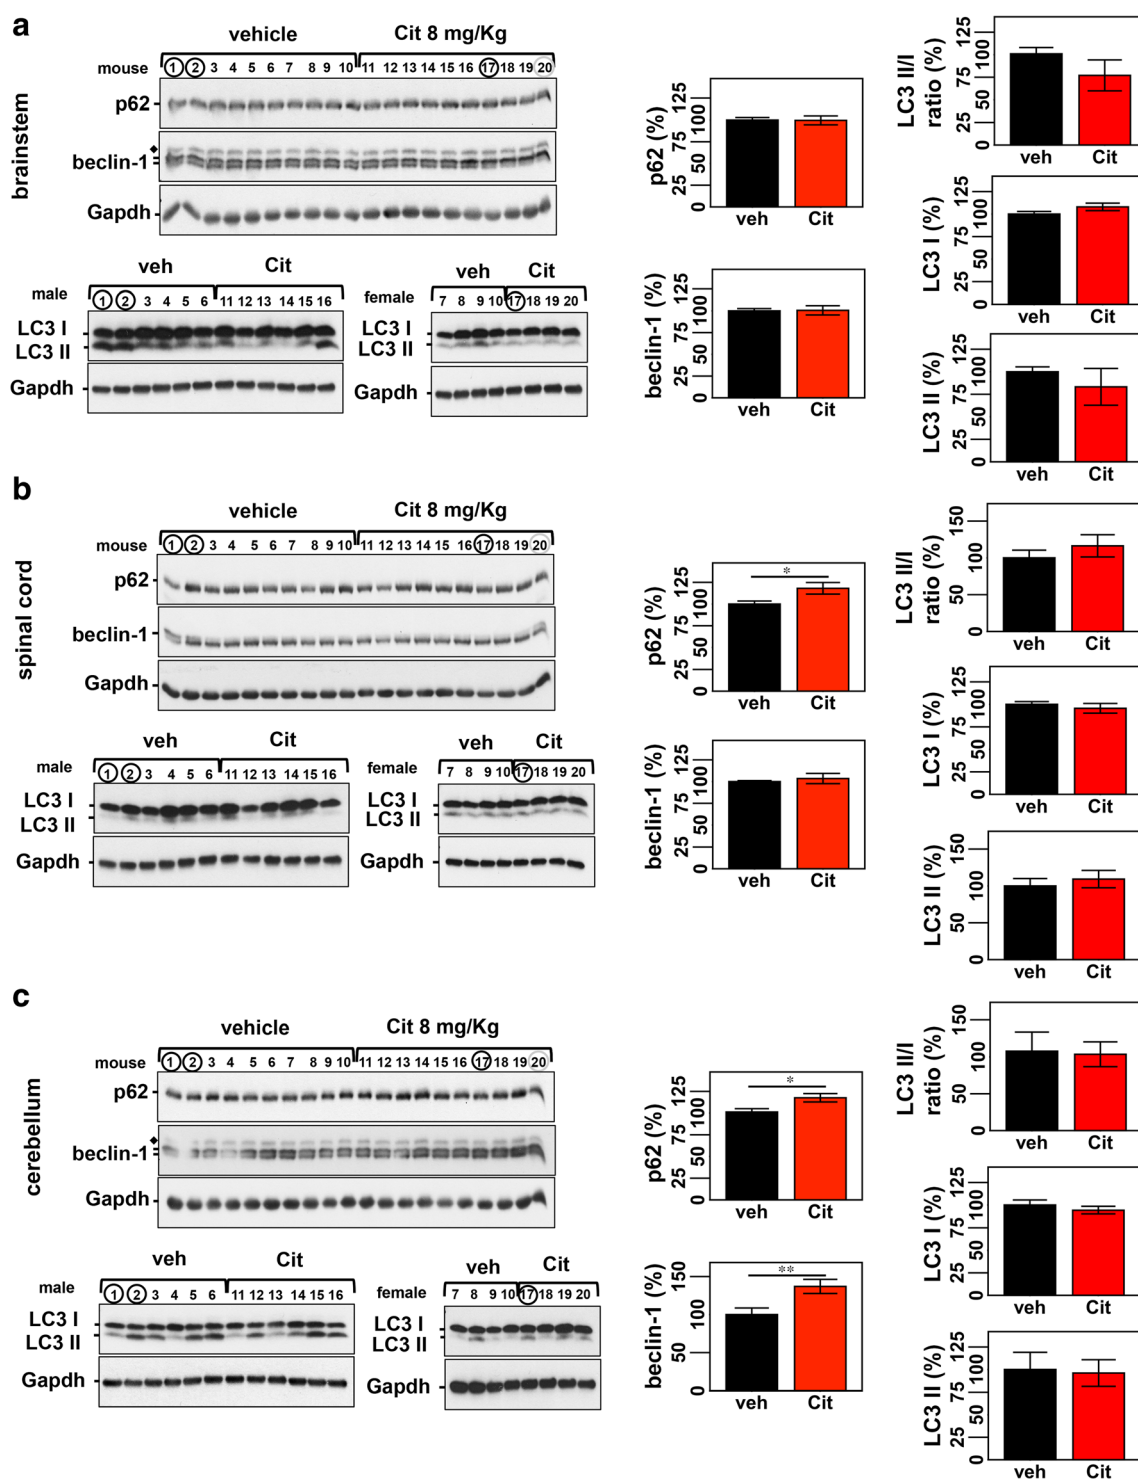 a
brainstem
vehicle Cit 8 mg/Kg
mouse 1 2 3 4 5 6 7 8 9 10 11 12 13 14 15 16 17 18 19 20
p62
◆
beclin-1
Gapdh
veh Cit
male 1 2 3 4 5 6 11 12 13 14 15 16
LC3 I
LC3 II
Gapdh
veh Cit
female 7 8 9 10 17 18 19 20
LC3 I
LC3 II
Gapdh
p62 (%)
0 25 50 75 100 125
veh Cit
beclin-1 (%)
0 25 50 75 100 125
veh Cit
LC3 II/I
ratio (%)
0 25 50 75 100 125
veh Cit
LC3 I (%)
0 25 50 75 100 125
veh Cit
LC3 II (%)
0 25 50 75 100 125
veh Cit
b
spinal cord
vehicle Cit 8 mg/Kg
mouse 1 2 3 4 5 6 7 8 9 10 11 12 13 14 15 16 17 18 19 20
p62
beclin-1
Gapdh
veh Cit
male 1 2 3 4 5 6 11 12 13 14 15 16
LC3 I
LC3 II
Gapdh
veh Cit
female 7 8 9 10 17 18 19 20
LC3 I
LC3 II
Gapdh
p62 (%)
0 25 50 75 100 125
*
veh Cit
beclin-1 (%)
0 25 50 75 100 125
veh Cit
LC3 II/I
ratio (%)
0 50 100 150
veh Cit
LC3 I (%)
0 25 50 75 100 125
veh Cit
LC3 II (%)
0 50 100 150
veh Cit
c
cerebellum
vehicle Cit 8 mg/Kg
mouse 1 2 3 4 5 6 7 8 9 10 11 12 13 14 15 16 17 18 19 20
p62
◆
beclin-1
Gapdh
veh Cit
male 1 2 3 4 5 6 11 12 13 14 15 16
LC3 I
LC3 II
Gapdh
veh Cit
female 7 8 9 10 17 18 19 20
LC3 I
LC3 II
Gapdh
p62 (%)
0 25 50 75 100 125
*
veh Cit
beclin-1 (%)
0 50 100 150
**
veh Cit
LC3 II/I
ratio (%)
0 50 100 150
veh Cit
LC3 I (%)
0 25 50 75 100 125
veh Cit
LC3 II (%)
0 25 50 75 100 125
veh Cit